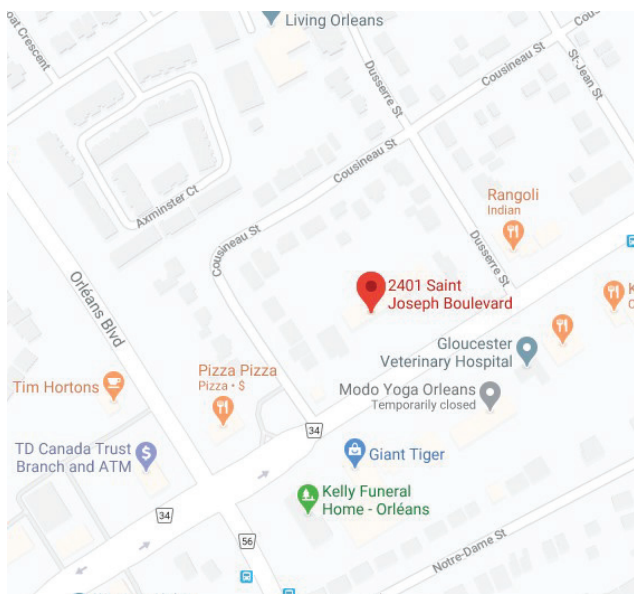 Living Orleans
oat Crescent
Dusserre St
Cousineau St
Cous
St-Jean St
Cousineau St
Axminster Ct
Rangoli
Indian
Cousineau St
Dusserre St
2401 Saint
Joseph Boulevard
K
C
Orléans Blvd
Gloucester
Veterinary Hospital
Pizza Pizza
Pizza • $
Tim Hortons
Modo Yoga Orleans
Temporarily closed
34
TD Canada Trust
Branch and ATM
Giant Tiger
Kelly Funeral
Home - Orléans
34
56
Notre-Dame St